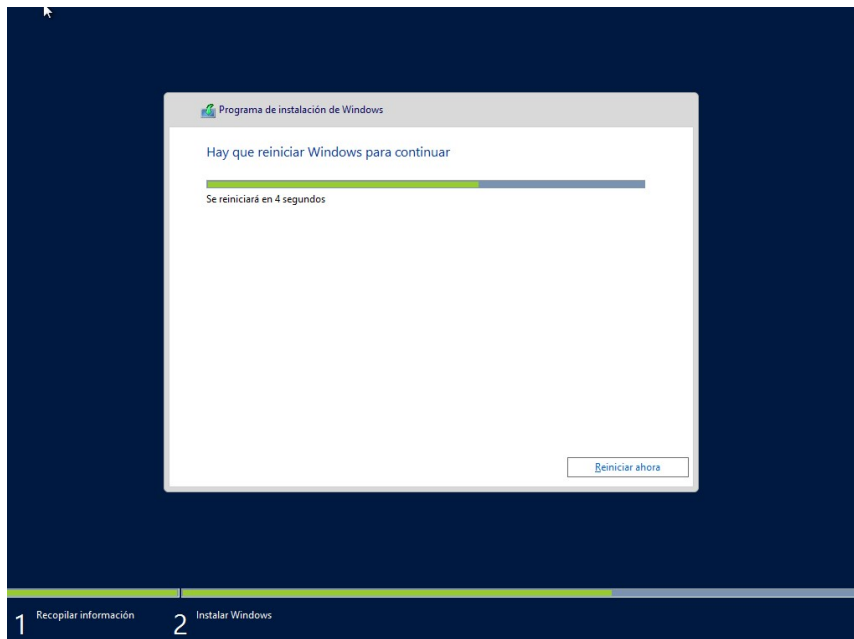 Programa de instalación de Windows
Hay que reiniciar Windows para continuar
Se reiniciará en 4 segundos
Reiniciar ahora
1 Recopilar información
2 Instalar Windows